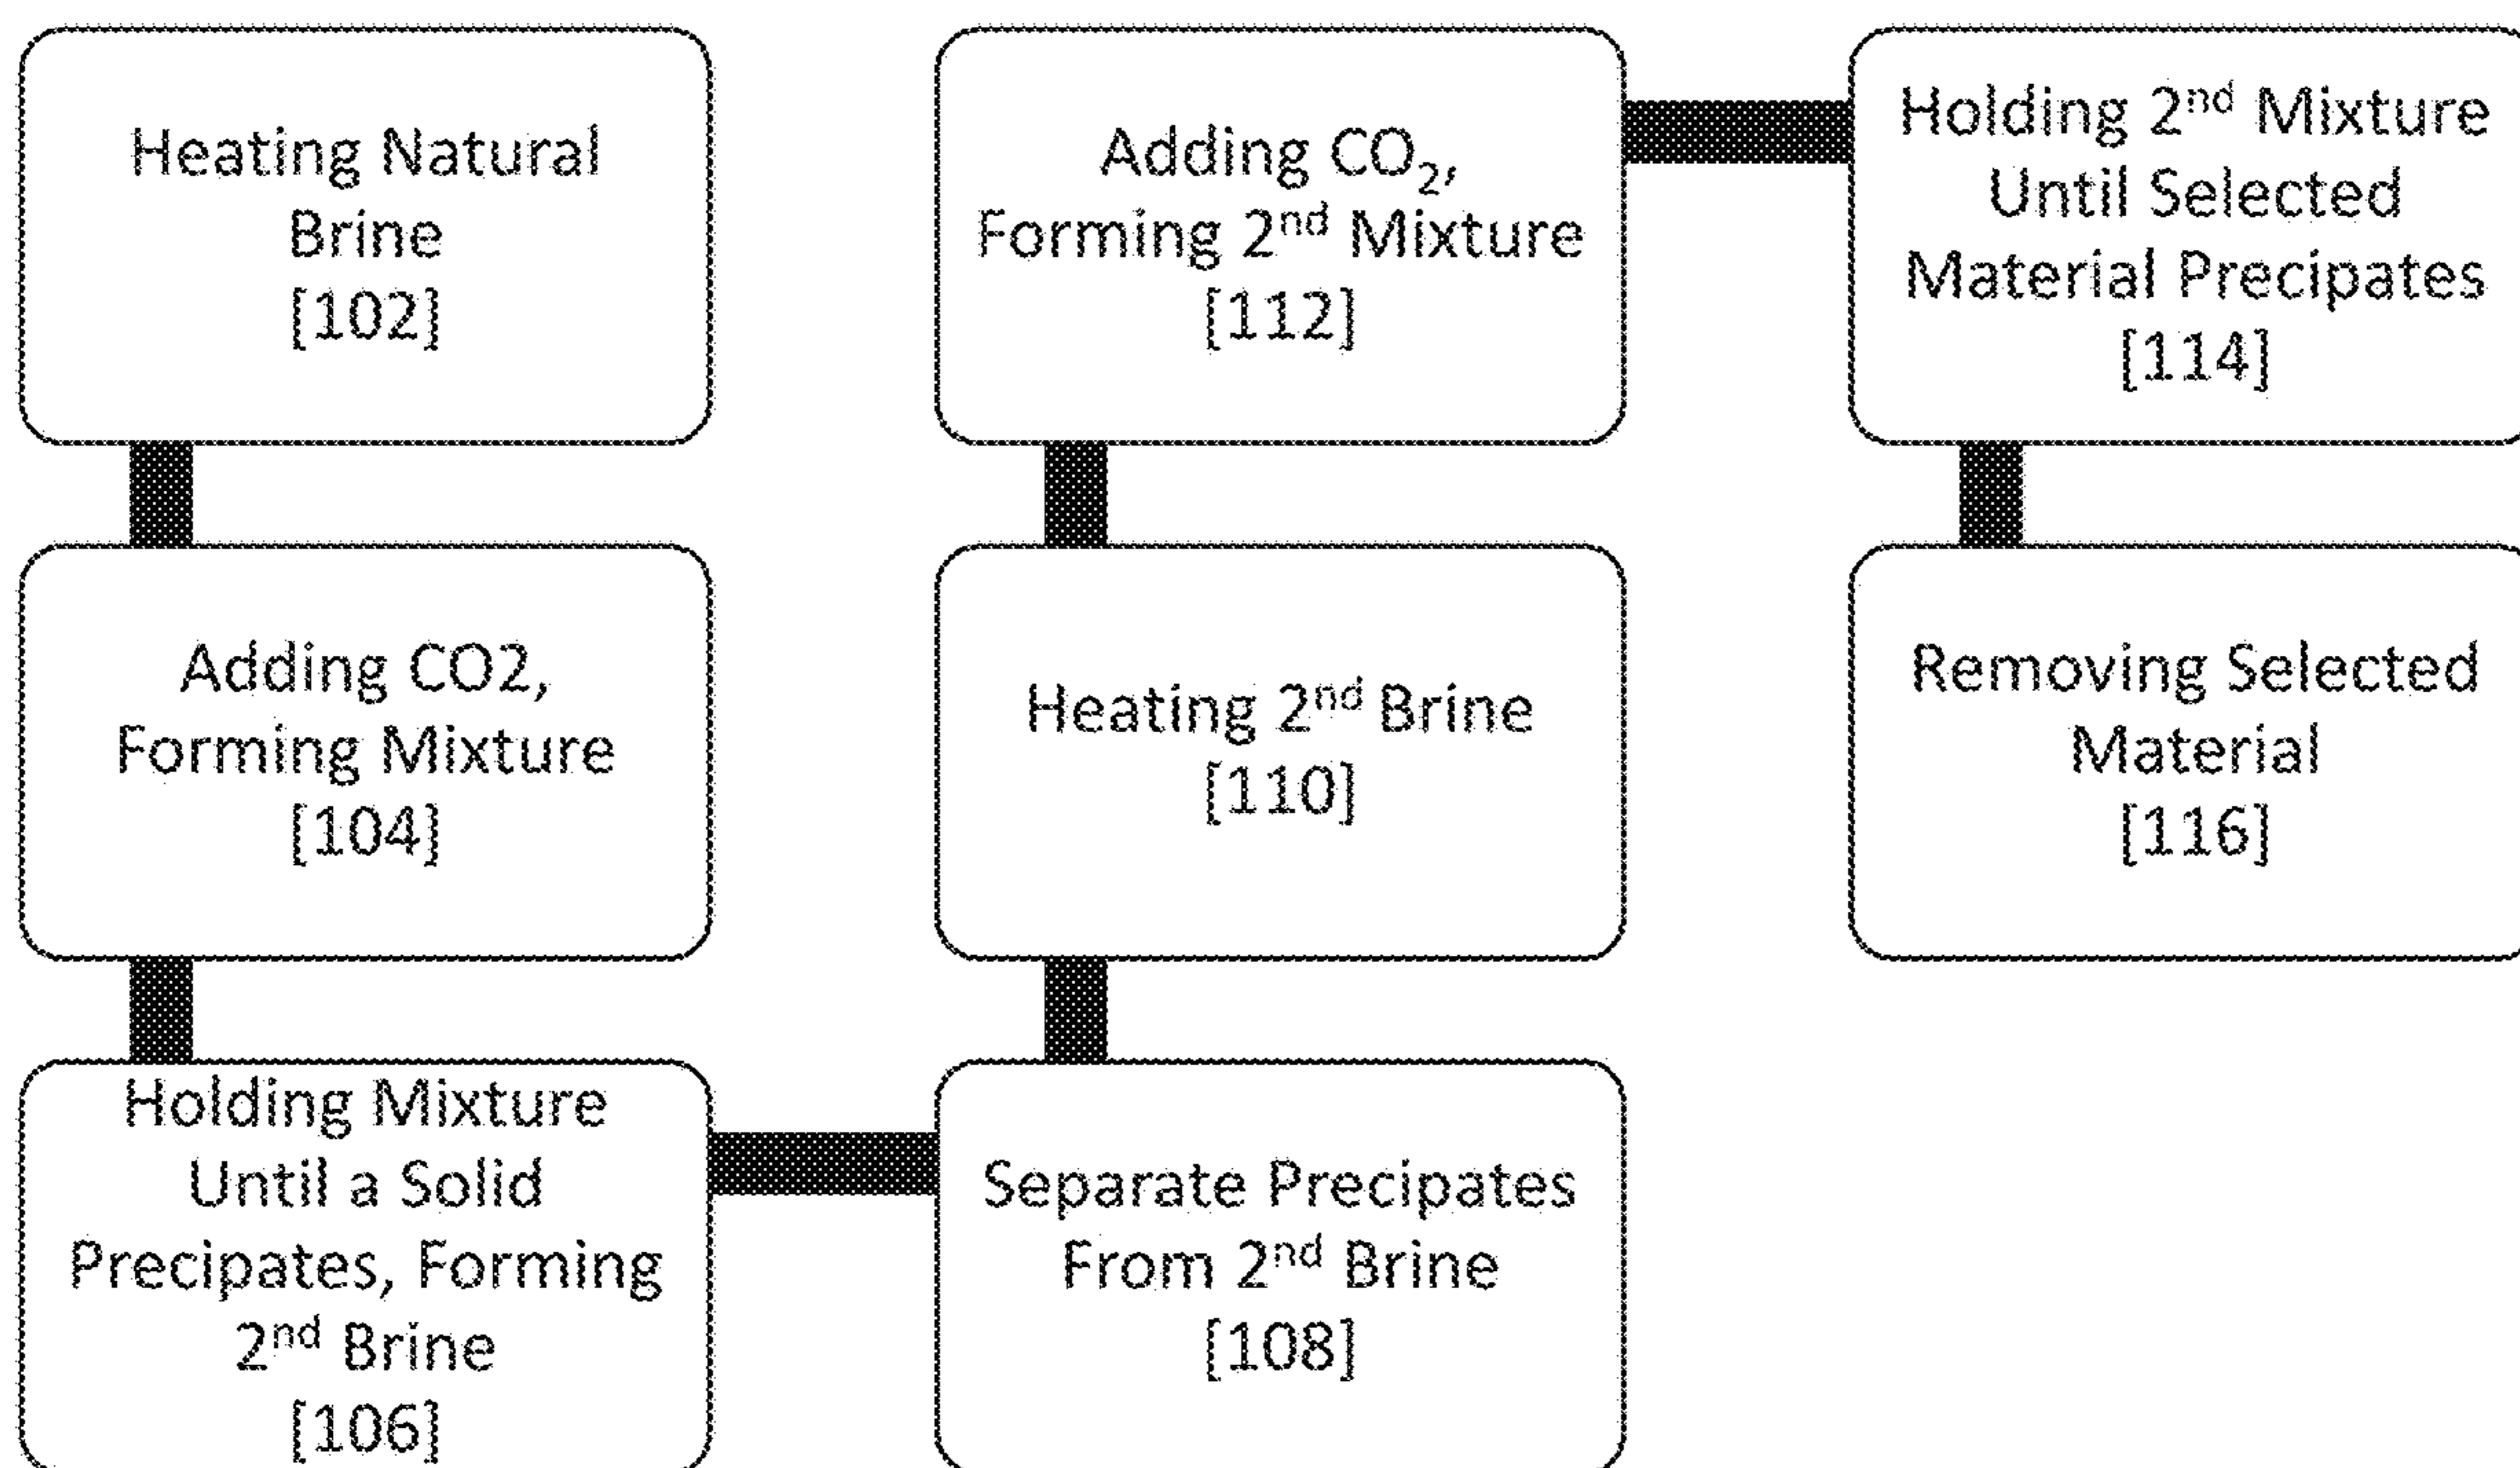 Heating Natural
Brine
[102]
Adding CO2,
Forming Mixture
[104]
Holding Mixture
Until a Solid
Precipates, Forming
2nd Brine
[106]
Separate Precipates
From 2nd Brine
[108]
Heating 2nd Brine
[110]
Adding CO₂,
Forming 2nd Mixture
[112]
Holding 2nd Mixture
Until Selected
Material Precipates
[114]
Removing Selected
Material
[116]